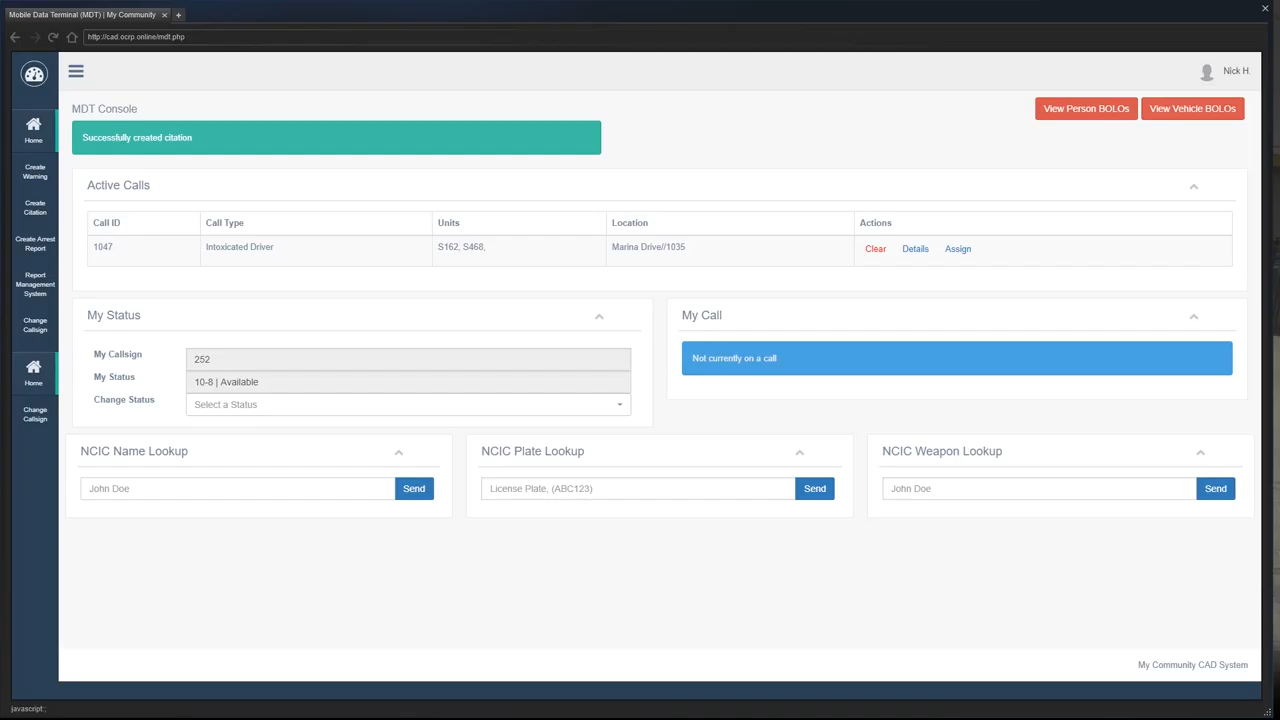 Mobile Data Terminal (MDT) | My Community
http://cad.ocrp.online/mdt.php
Nick H.
MDT Console
View Person BOLOs
View Vehicle BOLOs
Successfully created citation
Home
Create
Warning
Create
Citation
Create Arrest
Report
Report
Management
System
Change
Callsign
Home
Change
Callsign
Active Calls
Call ID Call Type Units Location Actions
1047 Intoxicated Driver S162, S468, Marina Drive//1035 Clear Details Assign
My Status
My Callsign 252
My Status 10-8 | Available
Change Status Select a Status
My Call
Not currently on a call
NCIC Name Lookup
John Doe Send
NCIC Plate Lookup
License Plate, (ABC123) Send
NCIC Weapon Lookup
John Doe Send
My Community CAD System
javascript:;